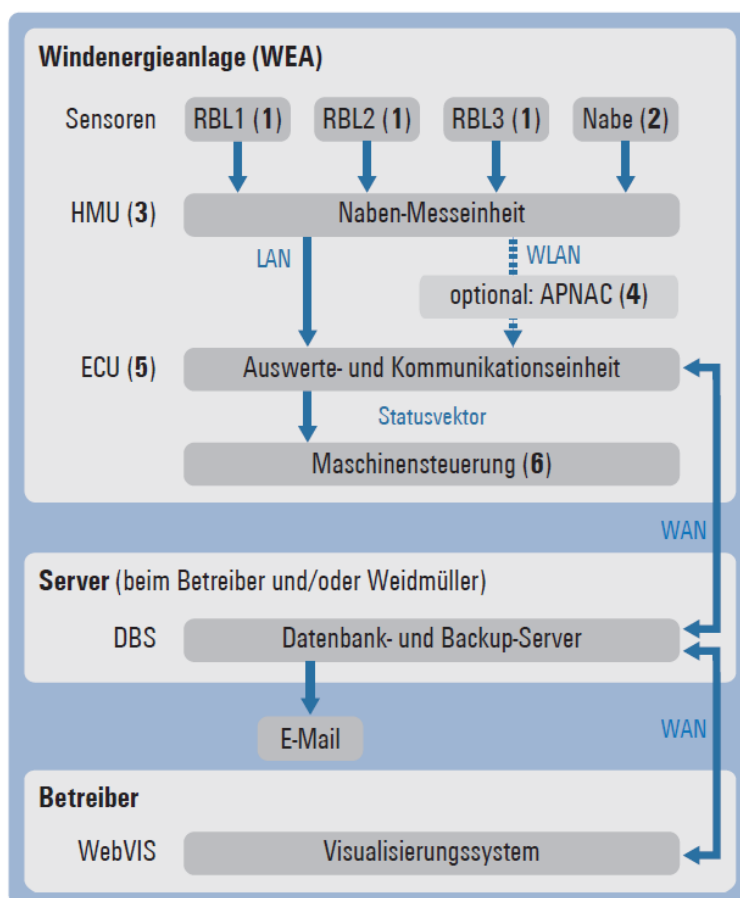 Windenergieanlage (WEA)
Sensoren RBL1 (1) RBL2 (1) RBL3 (1) Nabe (2)
HMU (3) Naben-Messeinheit
LAN WLAN
optional: APNAC (4)
ECU (5) Auswerte- und Kommunikationseinheit
Statusvektor
Maschinensteuerung (6)
WAN
Server (beim Betreiber und/oder Weidmüller)
DBS Datenbank- und Backup-Server
E-Mail
WAN
Betreiber
WebVIS Visualisierungssystem